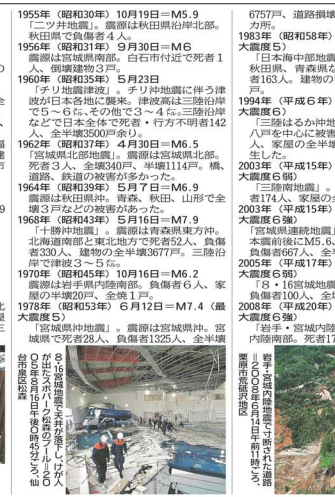 1955年（昭和30年）10月19日＝M5.9
「二ツ井地震」。震源は秋田県沿岸北部。
秋田県で負傷者４人。
1956年（昭和31年）９月30日＝M６
震源は宮城県南部。白石市付近で死者１
人、倒壊建物３戸。
1960年（昭和35年）５月23日
「チリ地震津波」。チリ沖地震に伴う津
波が日本各地に襲来。津波高は三陸沿岸
で５～６㍍、その他で３～４㍍。三陸沿岸
などで日本全体で死者・行方不明者142
人、全半壊3500戸余り。
1962年（昭和37年）４月30日＝M6.5
「宮城県北部地震」。震源は宮城県北部。
死者３人、全壊340戸、半壊1114戸。橋、
道路、鉄道の被害が多かった。
1964年（昭和39年）５月７日＝M6.9
震源は秋田県沖。青森、秋田、山形で全
壊３戸などの被害があった。
1968年（昭和43年）５月16日＝M7.9
「十勝沖地震」。震源は青森県東方沖。
北海道南部と東北地方で死者52人、負傷
者330人、建物の全半壊3677戸。三陸沿
岸で津波３～５㍍。
1970年（昭和45年）10月16日＝M6.2
震源は岩手県内陸南部。負傷者６人、家
屋の半壊20戸、全焼１戸。
1978年（昭和53年）６月12日＝M7.4（最
大震度５）
「宮城県沖地震」。震源は宮城県沖。宮
城県で死者28人、負傷者1325人、全半壊
8・16宮城地震で天井が落下し、けが人
が出たスポパーク松森のプール＝20
05年8月16日午後0時45分ごろ、仙
台市泉区松森
6757戸、道路損壊
カ所。
1983年（昭和58年）
大震度５）
「日本海中部地震
秋田県、青森県な
者163人。建物の
戸。
1994年（平成６年）
大震度６）
「三陸はるか沖地
八戸を中心に被害
人、家屋の全半壊
生した。
2003年（平成15年）
大震度６弱）
「三陸南地震」。
者174人、家屋の全
2003年（平成15年）
大震度６強）
「宮城県連続地震」
本震前後にM5.6、
負傷者667人、全半
2005年（平成17年）
大震度６弱）
「８・16宮城地震
負傷者100人、全
2008年（平成20年）
大震度６強）
「岩手・宮城内陸
内陸南部。死者17
岩手・宮城内陸地震で寸断された道路
＝2008年6月14日午前11時ごろ、
栗原市荒砥沢地区